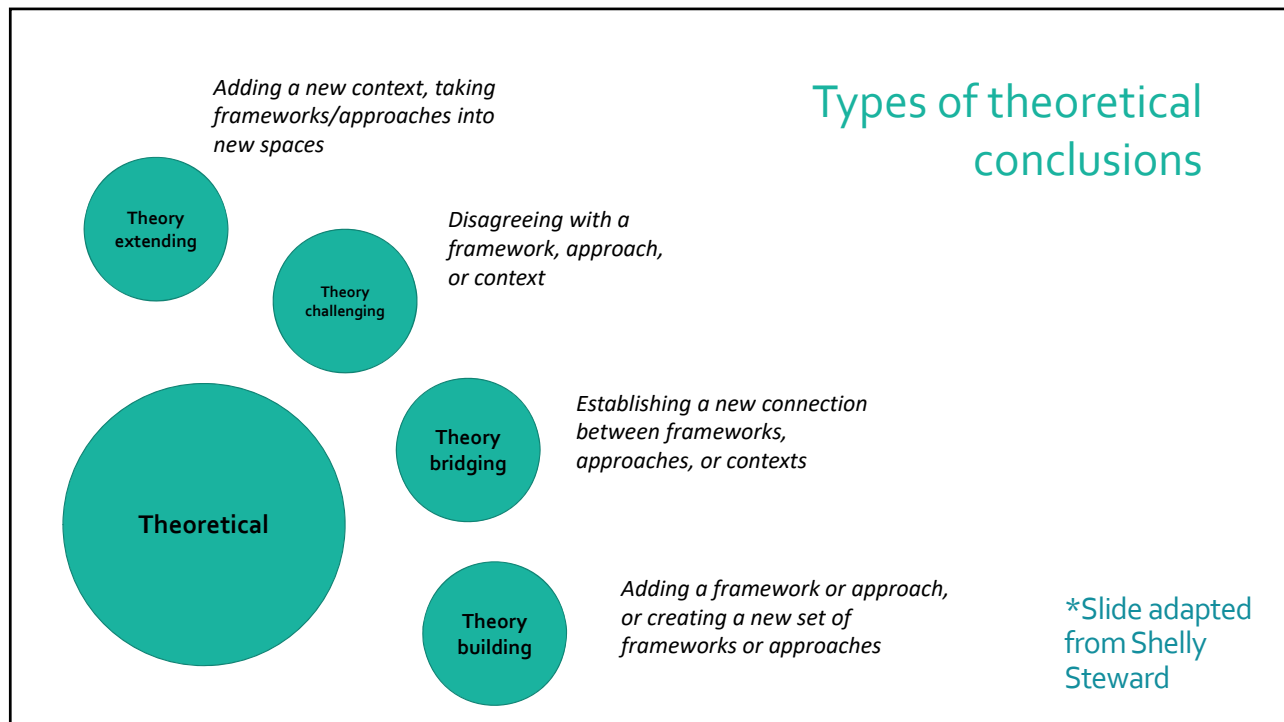 Types of theoretical
conclusions
Adding a new context, taking
frameworks/approaches into
new spaces
Theory
extending
Disagreeing with a
framework, approach,
or context
Theory
challenging
Establishing a new connection
between frameworks,
approaches, or contexts
Theory
bridging
Theoretical
Adding a framework or approach,
or creating a new set of
frameworks or approaches
Theory
building
*Slide adapted
from Shelly
Steward